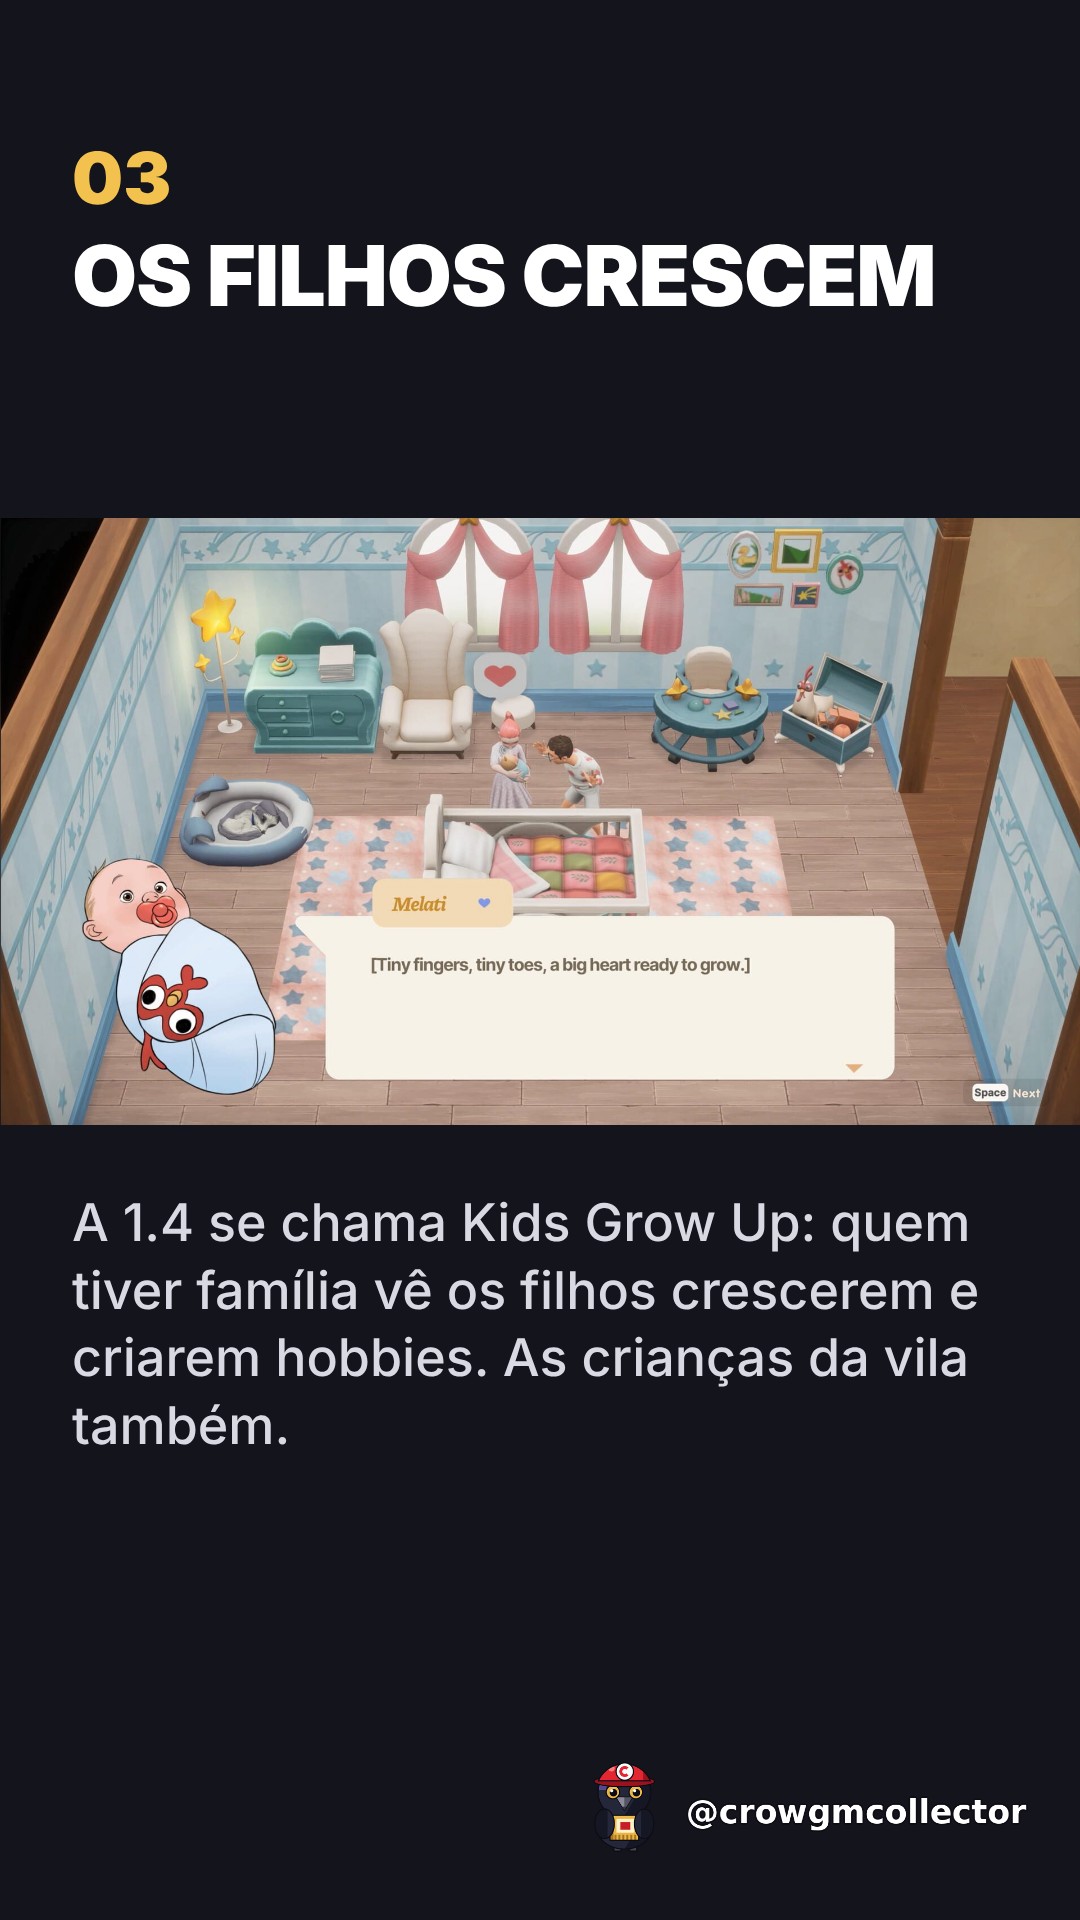 03
OS FILHOS CRESCEM
Melati
[Tiny fingers, tiny toes, a big heart ready to grow.]
Space Next
A 1.4 se chama Kids Grow Up: quem
tiver família vê os filhos crescerem e
criarem hobbies. As crianças da vila
também.
C
@crowgmcollector